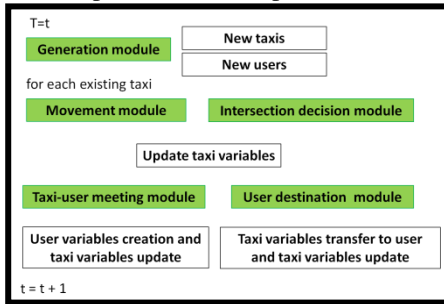 T=t
Generation module
New taxis
New users
for each existing taxi
Movement module
Intersection decision module
Update taxi variables
Taxi-user meeting module
User destination module
User variables creation and
taxi variables update
Taxi variables transfer to user
and taxi variables update
t = t + 1